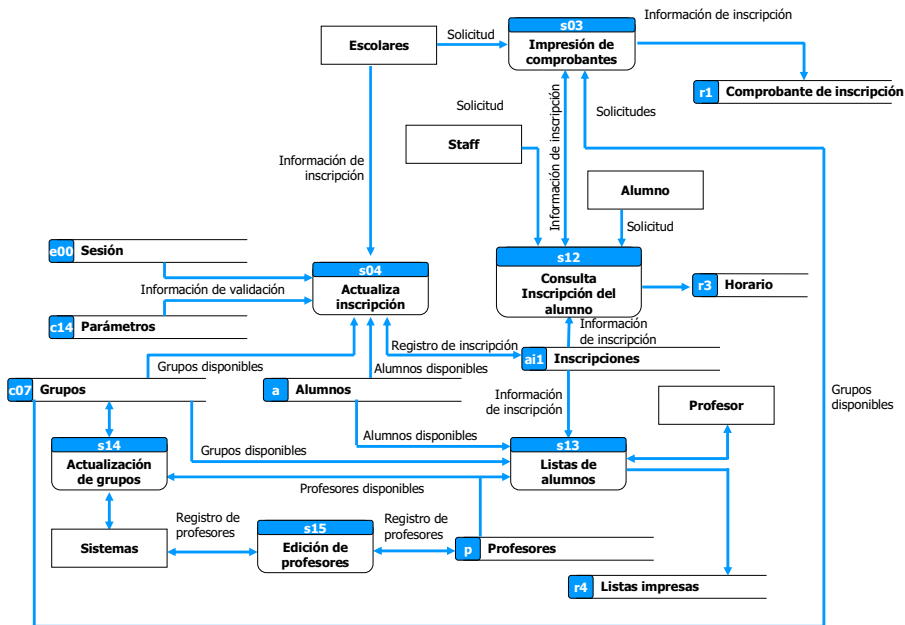 Información de inscripción
s03
Escolares
Solicitud
Impresión de
comprobantes
r1 Comprobante de inscripción
Solicitud
Solicitudes
Información de inscripción
Staff
Información de
inscripción
Alumno
Solicitud
e00 Sesión
s12
s04
Consulta
Inscripción del
alumno
Información de validación
Actualiza
inscripción
r3 Horario
c14 Parámetros
Información
de inscripción
Registro de inscripción
ai1 Inscripciones
Grupos disponibles
Alumnos disponibles
c07 Grupos
a Alumnos
Información
de inscripción
Grupos
disponibles
Profesor
s14
Alumnos disponibles
s13
Actualización
de grupos
Grupos disponibles
Listas de
alumnos
Profesores disponibles
Registro de
profesores
s15
Registro de
profesores
Sistemas
Edición de
profesores
p Profesores
r4 Listas impresas